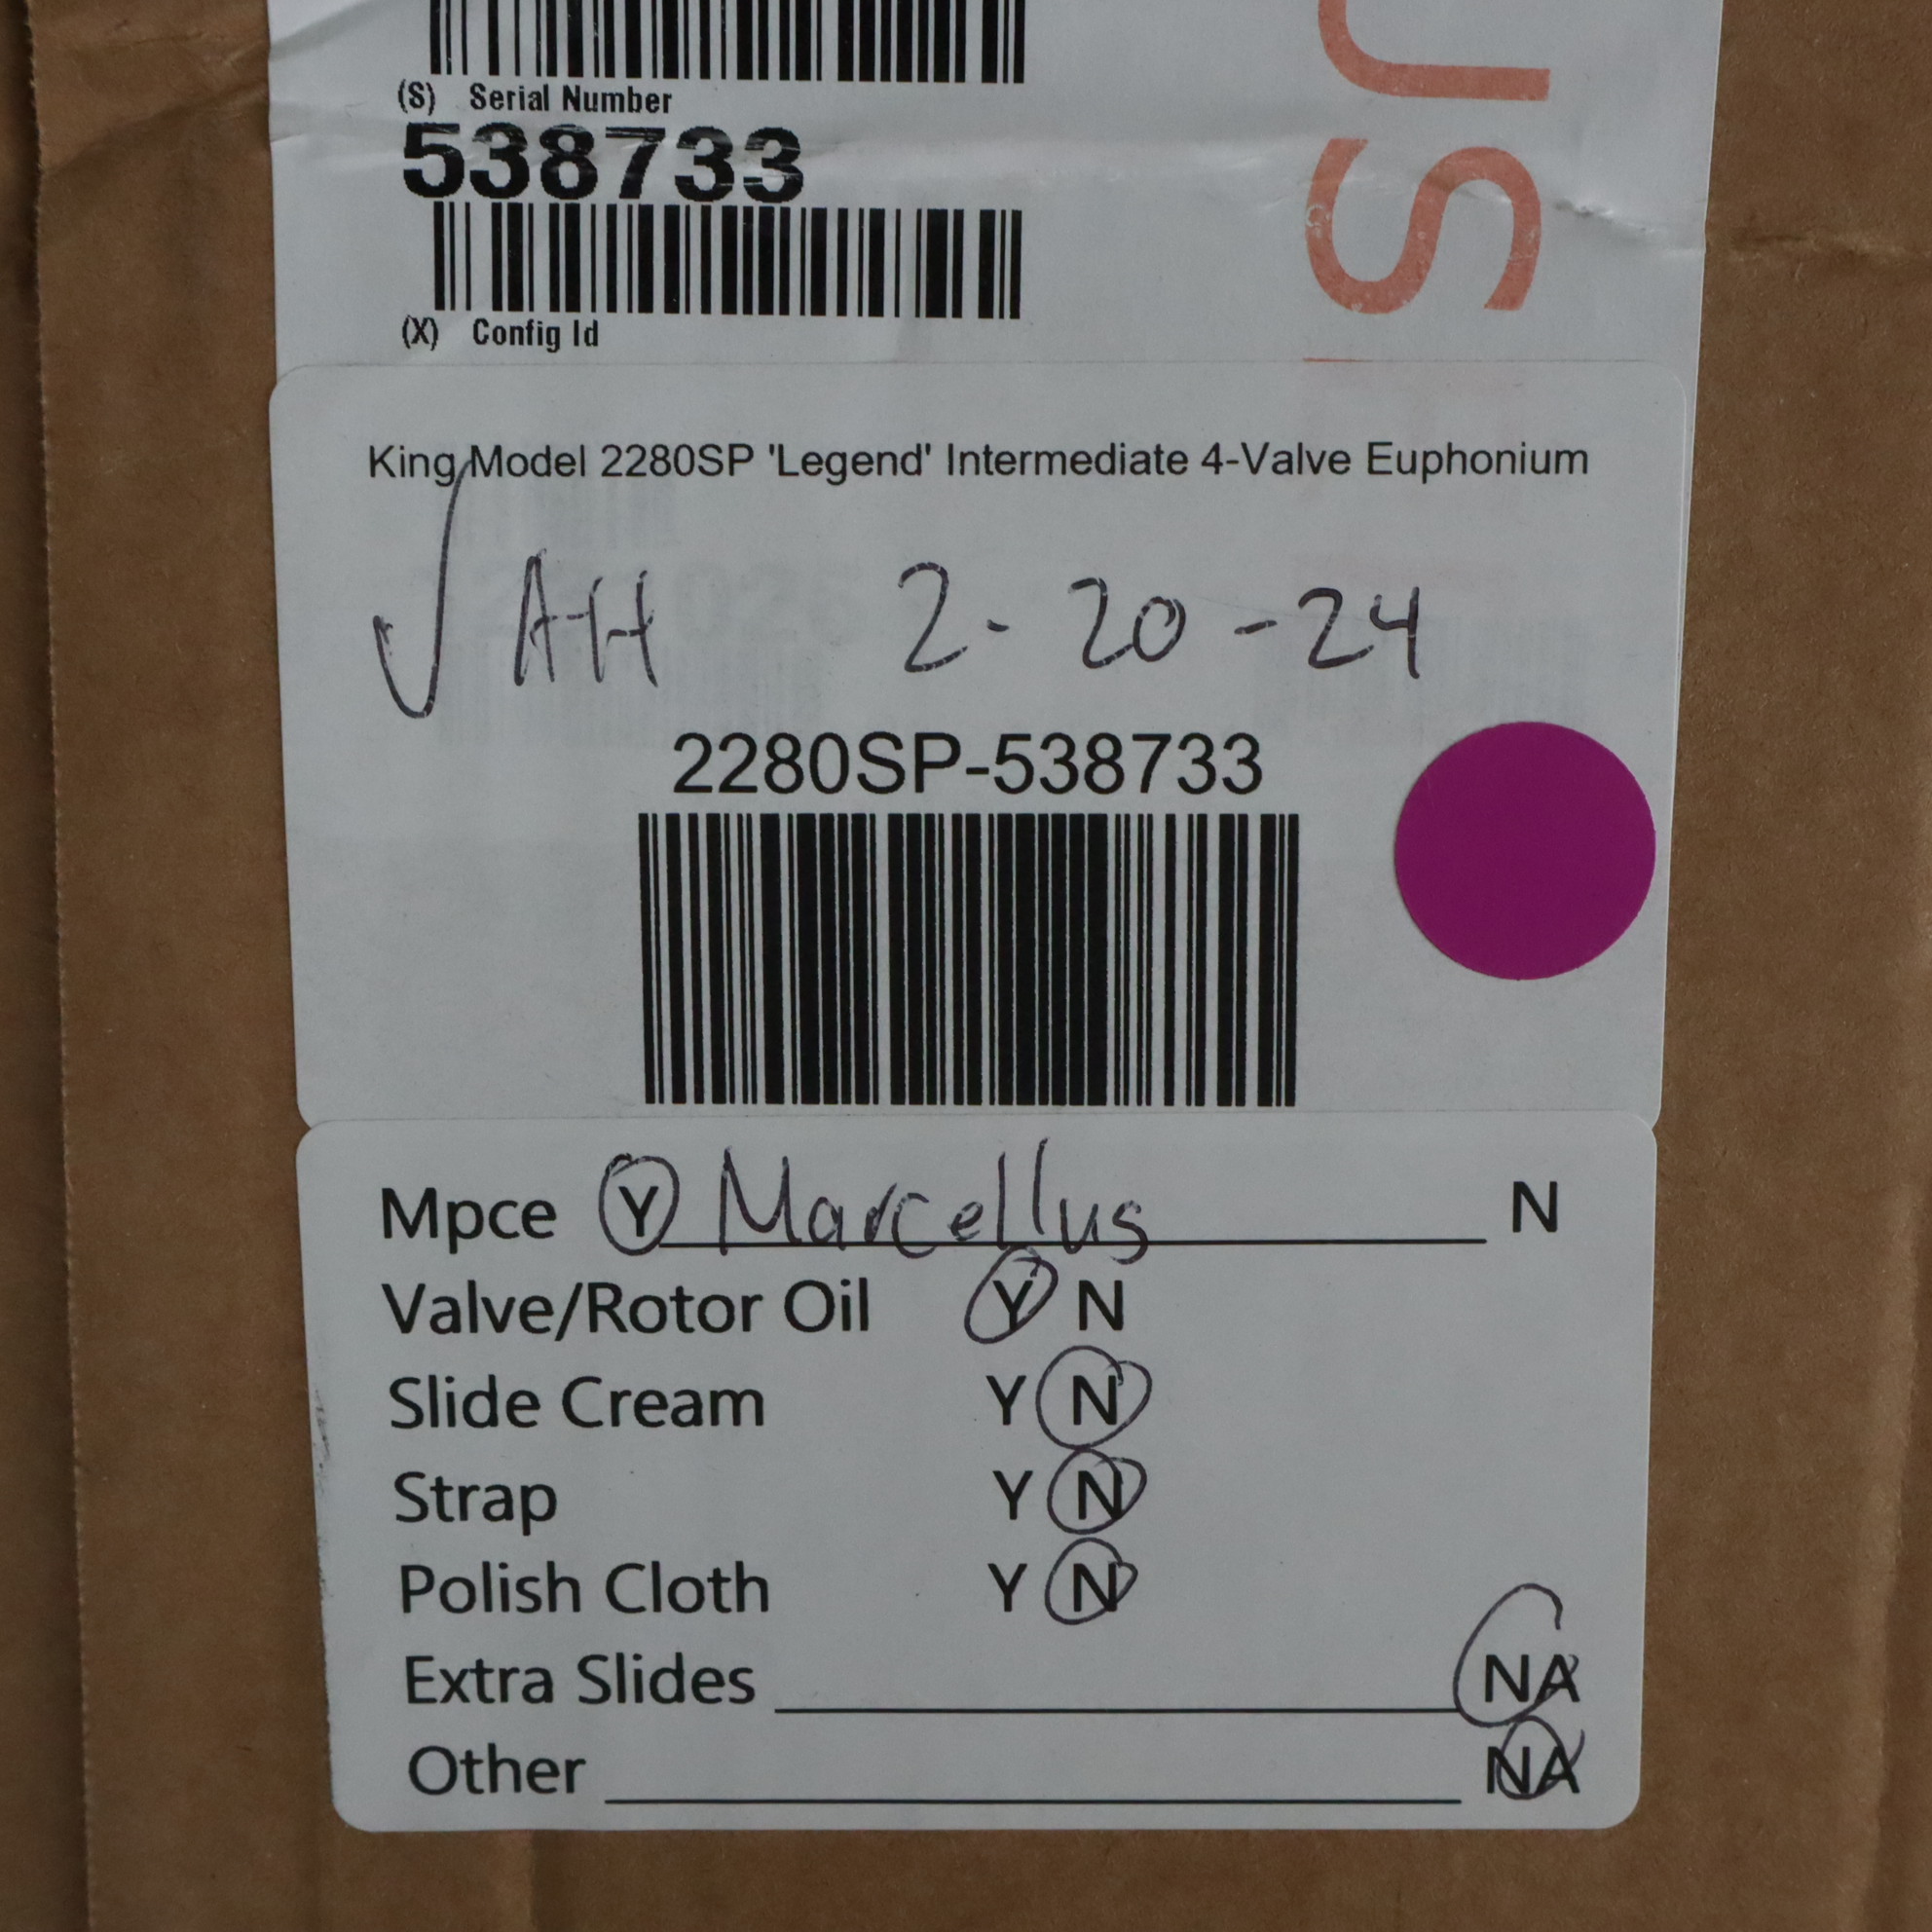 (S) Serial Number
538733
(X) Config Id
King Model 2280SP 'Legend' Intermediate 4-Valve Euphonium
✓ AH 2-20-24
2280SP-538733
Mpce Y Marcellus N
Valve/Rotor Oil Y N
Slide Cream Y N
Strap Y N
Polish Cloth Y N
Extra Slides NA
Other NA